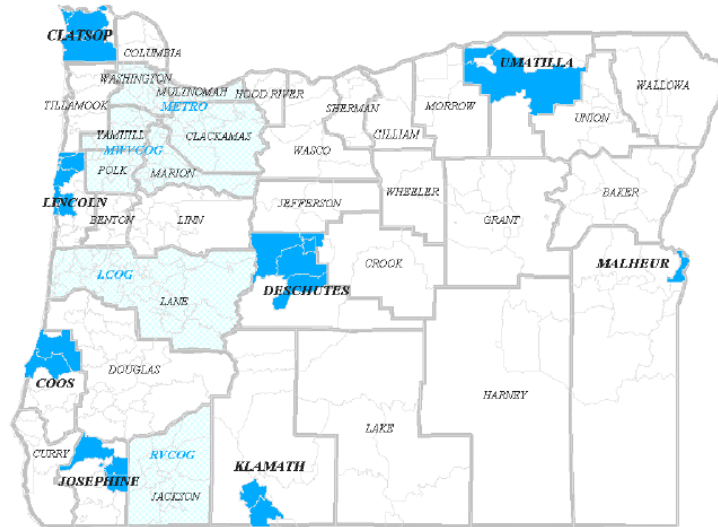 CLATSOP
COLUMBIA
WASHINGTON
MULTNOMAH
HOOD RIVER
TILLAMOOK
METRO
YAMHILL
CLACKAMAS
MWVCOG
POLK
MARION
WASCO
SHERMAN
GILLIAM
MORROW
UMATILLA
UNION
WALLOWA
LINCOLN
BENTON
LINN
JEFFERSON
WHEELER
GRANT
BAKER
LCOG
LANE
DESCHUTES
CROOK
MALHEUR
COOS
DOUGLAS
HARNEY
LAKE
CURRY
JOSEPHINE
RVCOG
JACKSON
KLAMATH